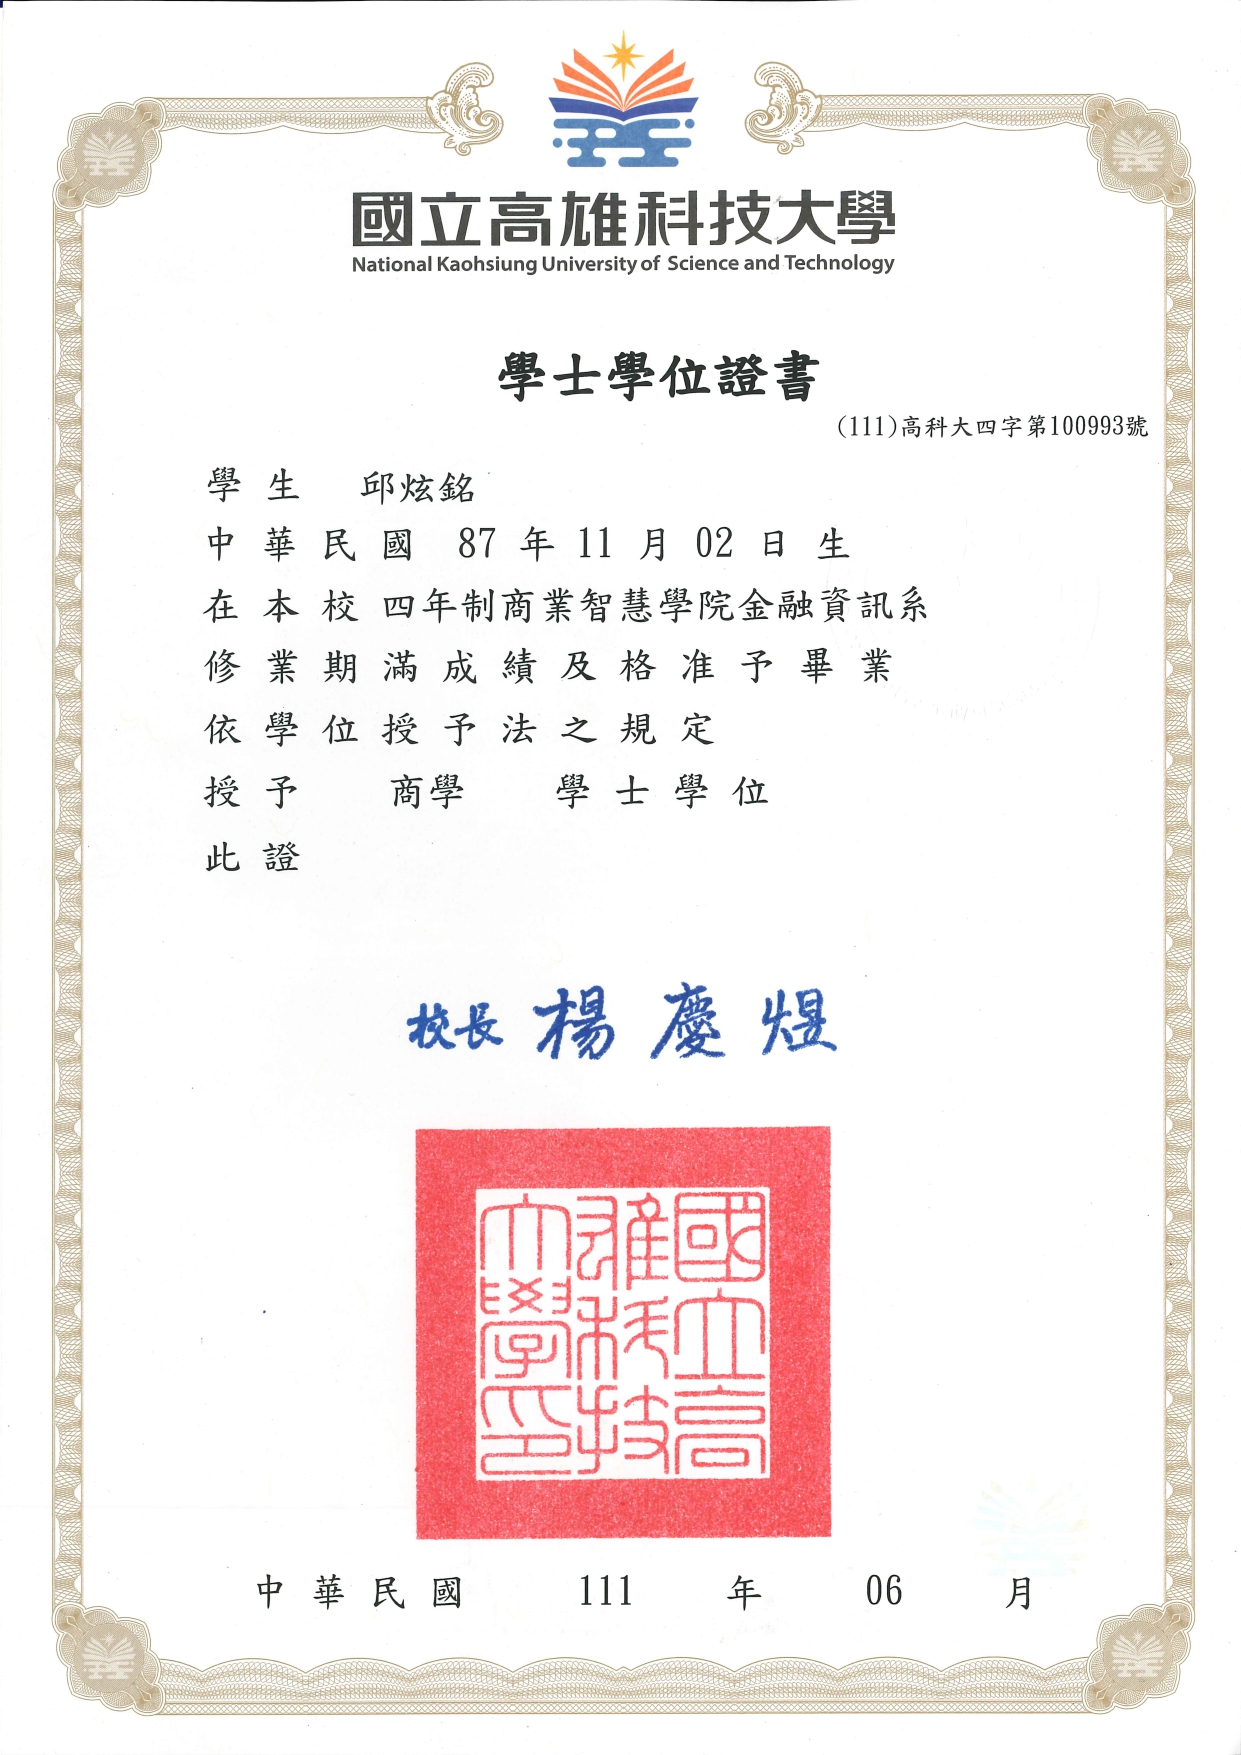 國立高雄科技大學
National Kaohsiung University of Science and Technology
學士學位證書
(111)高科大四字第100993號
學生 邱炫銘
中華民國 87 年 11 月 02 日生
在本校四年制商業智慧學院金融資訊系
修業期滿成績及格准予畢業
依學位授予法之規定
授予 商學 學士學位
此證
校長 楊慶煜
國立高
雄科技
大學印
中華民國 111 年 06 月